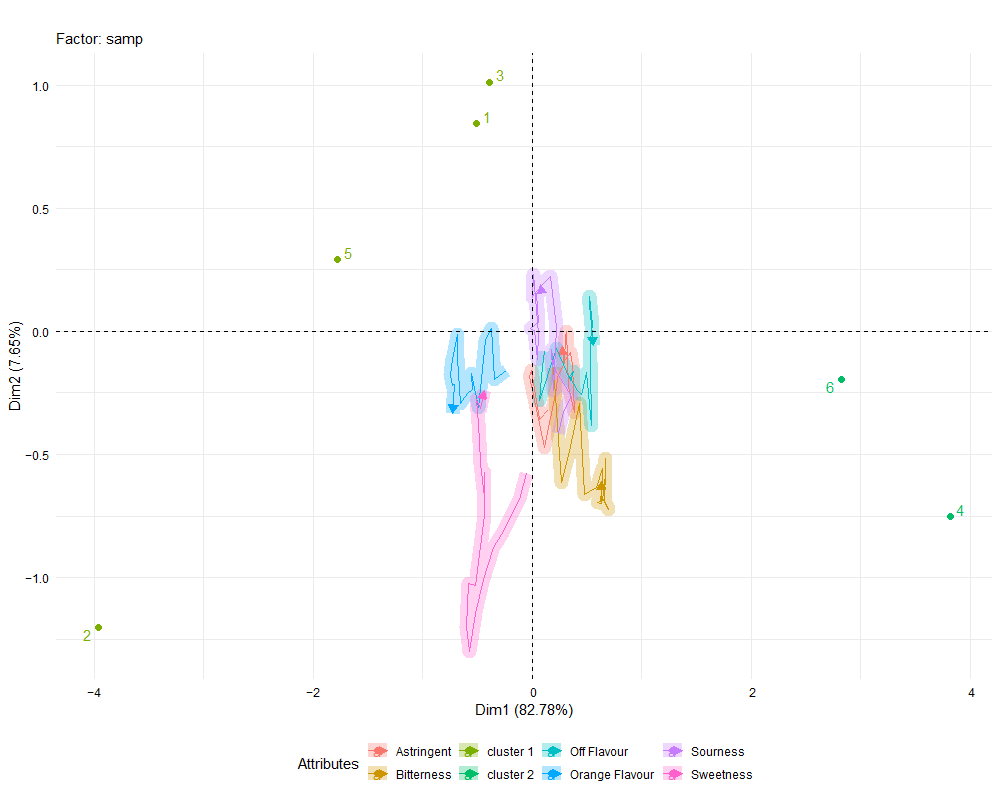 Factor: samp
3
1
5
6
4
2
1.0
0.5
0.0
−0.5
−1.0
Dim2 (7.65%)
−4
−2
0
2
4
Dim1 (82.78%)
Attributes
Astringent
cluster 1
Off Flavour
Sourness
Bitterness
cluster 2
Orange Flavour
Sweetness